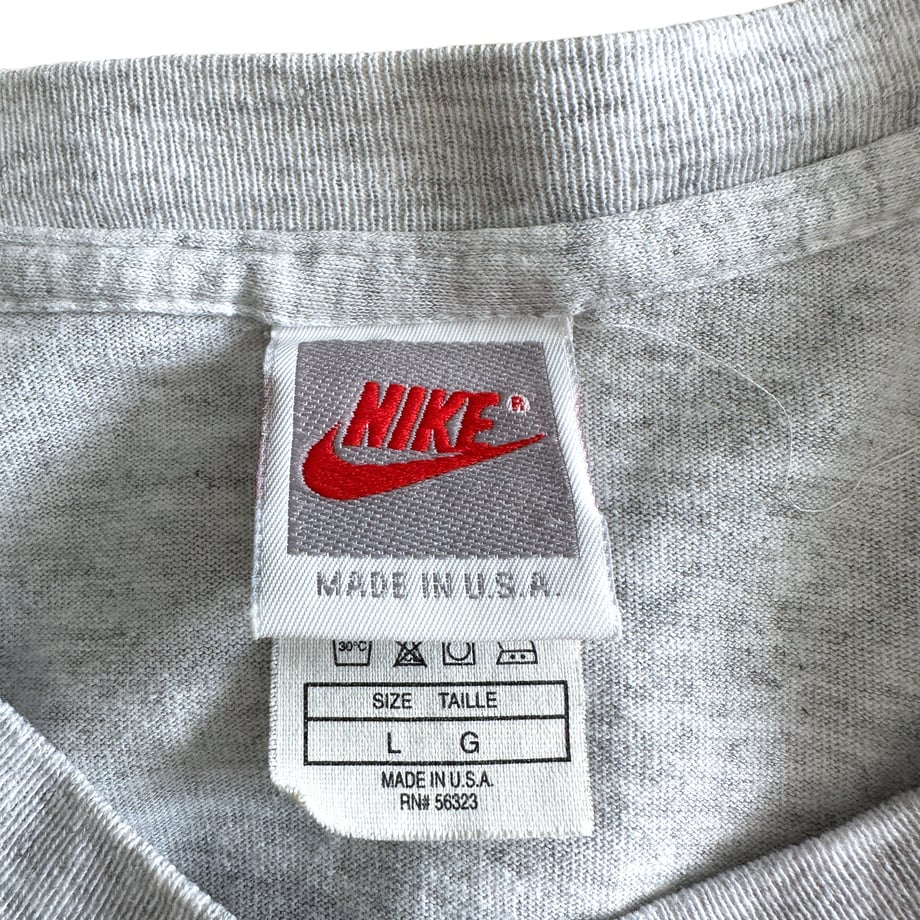 NIKE®
MADE IN U.S.A.
30°C
SIZE TAILLE
L G
MADE IN U.S.A.
RN# 56323